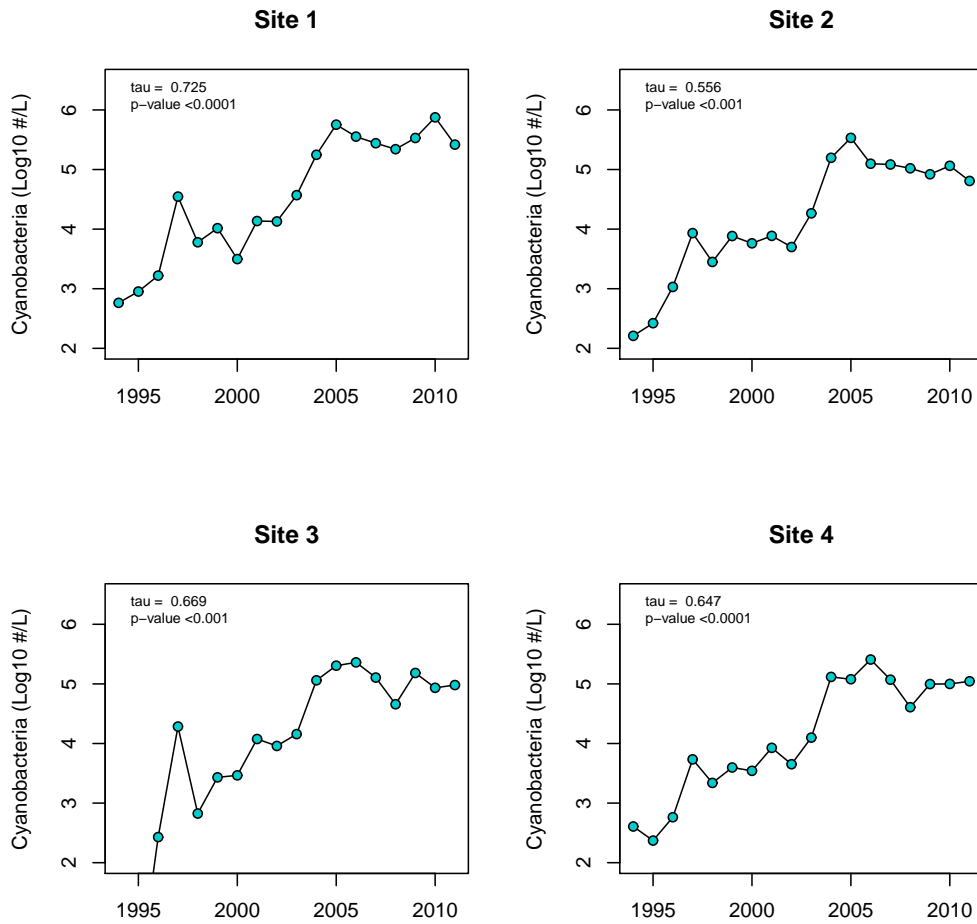 Site 1
tau =  0.725
p−value <0.0001
Cyanobacteria (Log10 #/L)
6
5
4
3
2
1995 2000 2005 2010
Site 2
tau =  0.556
p−value <0.001
Cyanobacteria (Log10 #/L)
6
5
4
3
2
1995 2000 2005 2010
Site 3
tau =  0.669
p−value <0.001
Cyanobacteria (Log10 #/L)
6
5
4
3
2
1995 2000 2005 2010
Site 4
tau =  0.647
p−value <0.0001
Cyanobacteria (Log10 #/L)
6
5
4
3
2
1995 2000 2005 2010